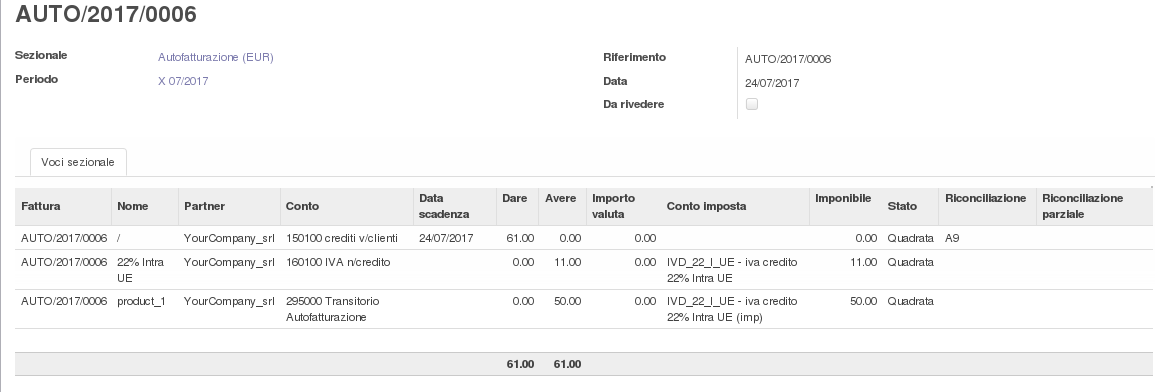 AUTO/2017/0006
Sezionale Autofatturazione (EUR)
Periodo X 07/2017
Riferimento AUTO/2017/0006
Data 24/07/2017
Da rivedere
Voci sezionale
Fattura Nome Partner Conto Data scadenza Dare Avere Importo valuta Conto imposta Imponibile Stato Riconciliazione Riconciliazione parziale
AUTO/2017/0006 / YourCompany_srl 150100 crediti v/clienti 24/07/2017 61.00 0.00 0.00 0.00 Quadrata A9
AUTO/2017/0006 22% Intra UE YourCompany_srl 160100 IVA n/credito 0.00 11.00 0.00 IVD_22_I_UE - iva credito 22% Intra UE 11.00 Quadrata
AUTO/2017/0006 product_1 YourCompany_srl 295000 Transitorio Autofatturazione 0.00 50.00 0.00 IVD_22_I_UE - iva credito 22% Intra UE (imp) 50.00 Quadrata
61.00 61.00